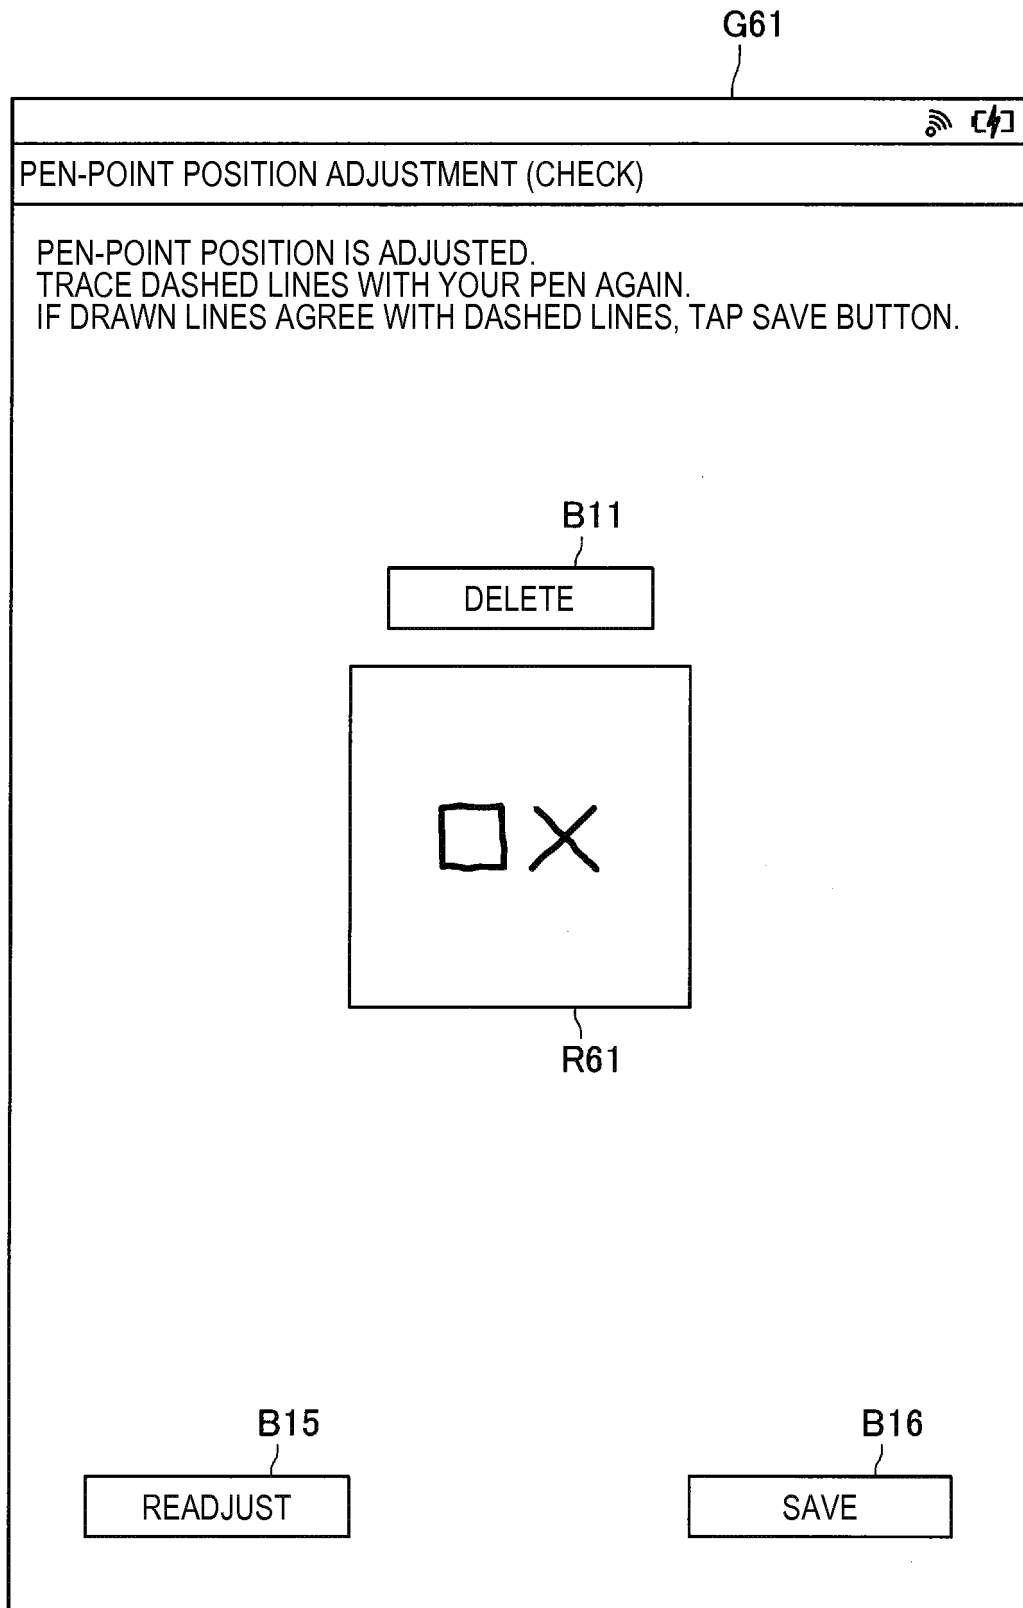 G61
PEN-POINT POSITION ADJUSTMENT (CHECK)
PEN-POINT POSITION IS ADJUSTED.
TRACE DASHED LINES WITH YOUR PEN AGAIN.
IF DRAWN LINES AGREE WITH DASHED LINES, TAP SAVE BUTTON.
B11
DELETE
R61
B15
READJUST
B16
SAVE